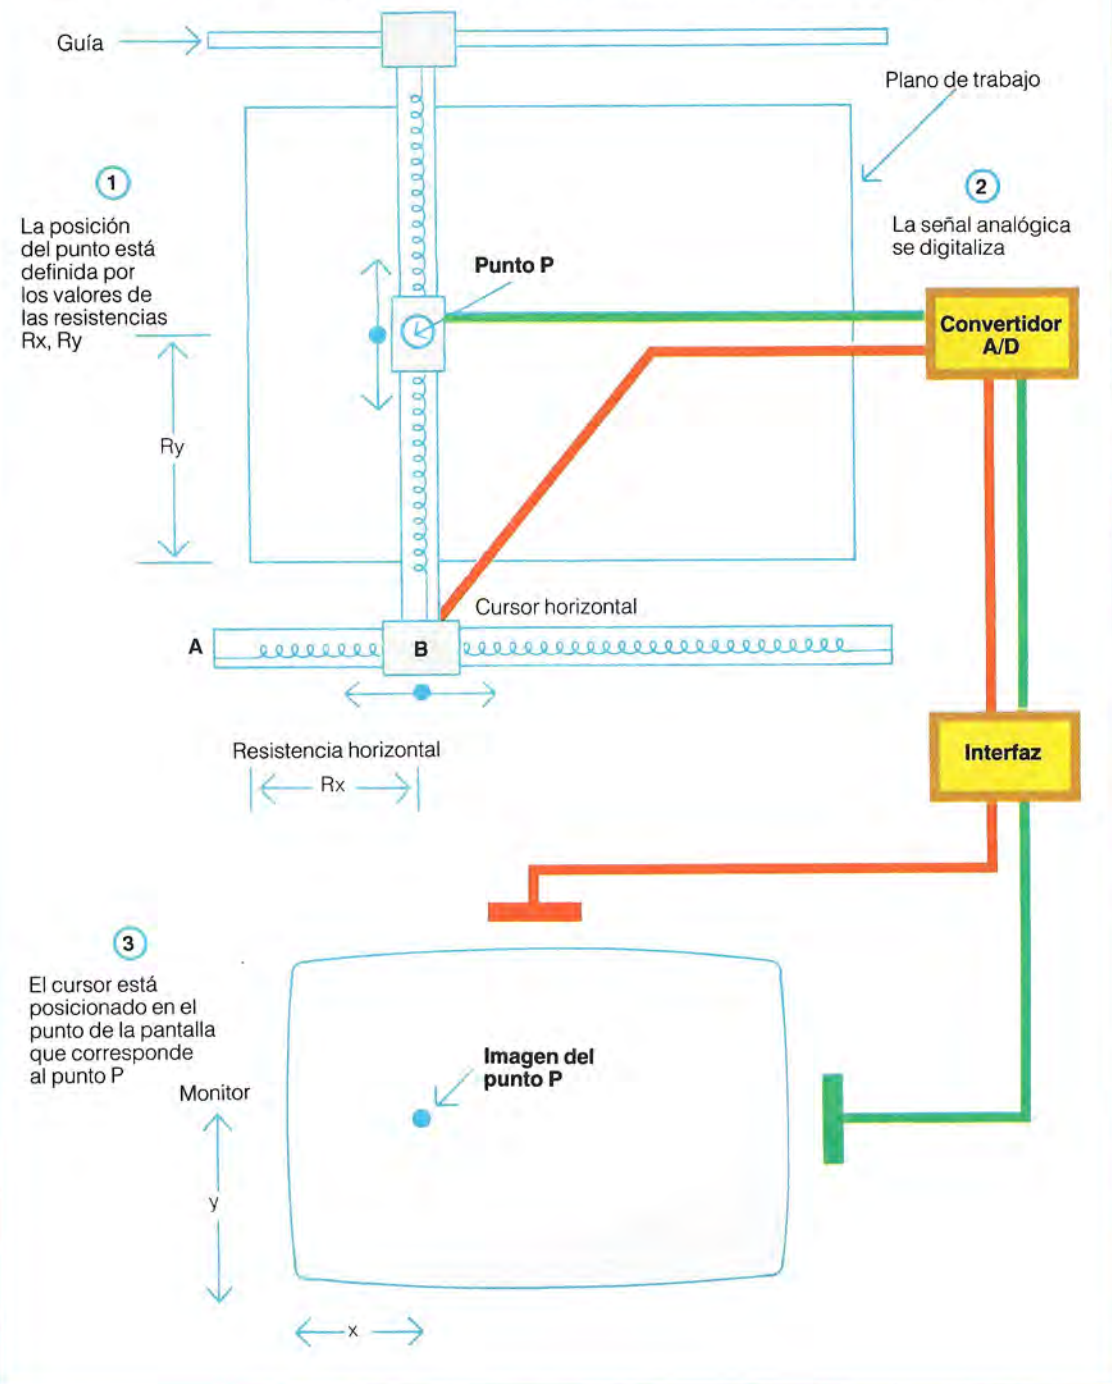 Guía
Plano de trabajo
1
La posición
del punto está
definida por
los valores de
las resistencias
Rx, Ry
2
La señal analógica
se digitaliza
Punto P
Convertidor
A/D
Ry
Cursor horizontal
A
B
Resistencia horizontal
Rx
Interfaz
3
El cursor está
posicionado en el
punto de la pantalla
que corresponde
al punto P
Monitor
Imagen del
punto P
y
x